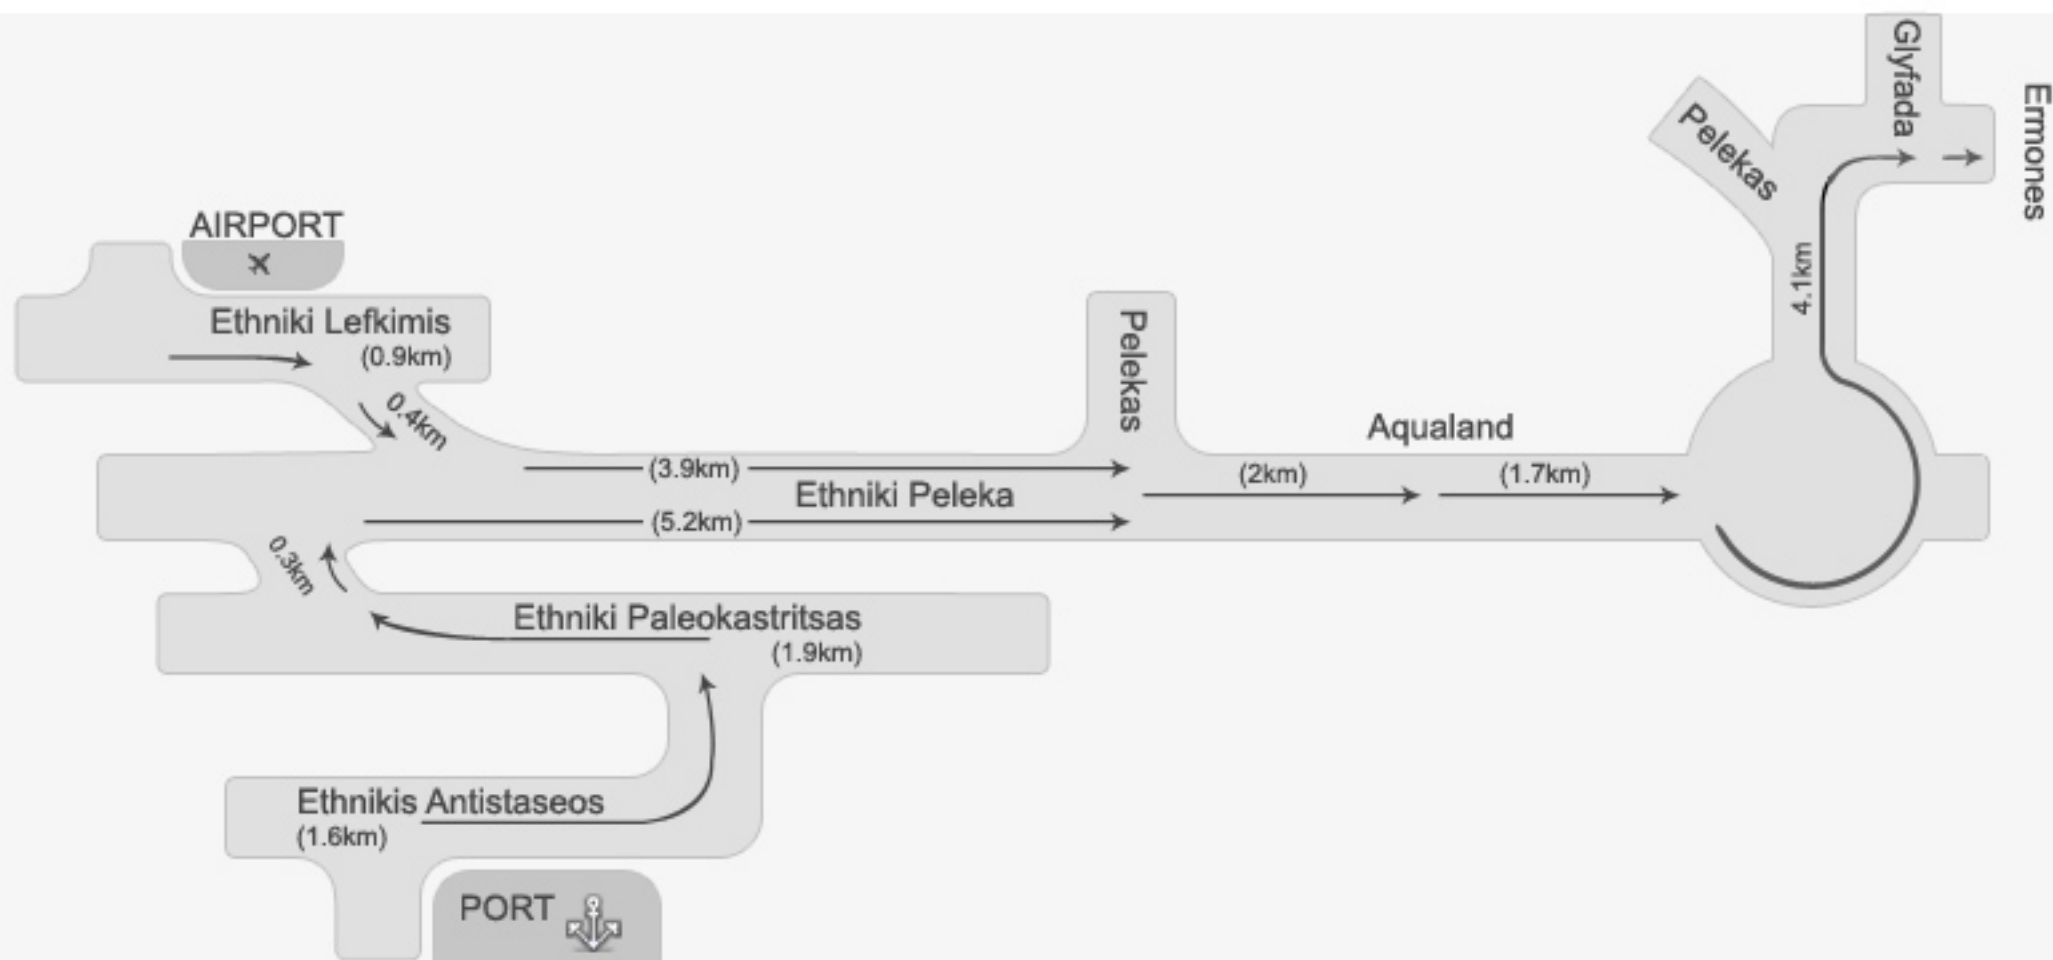 Glyfada
Ermones
Pelekas
AIRPORT
4.1km
Ethniki Lefkimis
(0.9km)
0.4km
Pelekas
Aqualand
(3.9km)
(2km)
(1.7km)
Ethniki Peleka
(5.2km)
0.3km
Ethniki Paleokastritsas
(1.9km)
Ethnikis Antistaseos
(1.6km)
PORT